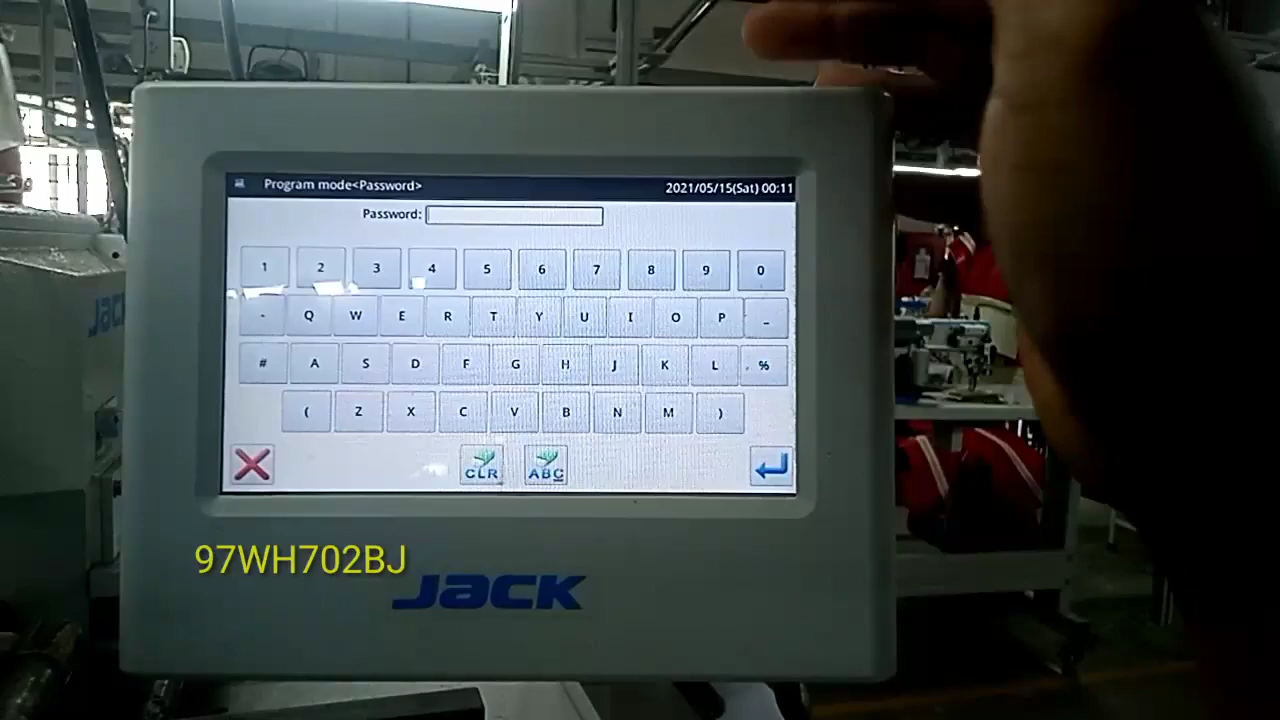 Program mode<Password>
2021/05/15(Sat) 00:11
Password:
1 2 3 4 5 6 7 8 9 0
- Q W E R T Y U I O P _
# A S D F G H J K L %
( Z X C V B N M )
CLR ABC
97WH702BJ
JACK
JACK